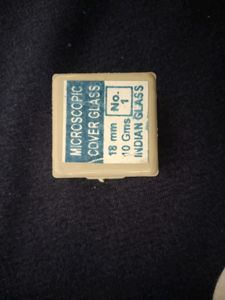 MICROSCOPIC
COVER GLASS
18 mm
10 Gms
No.
1
INDIAN GLASS